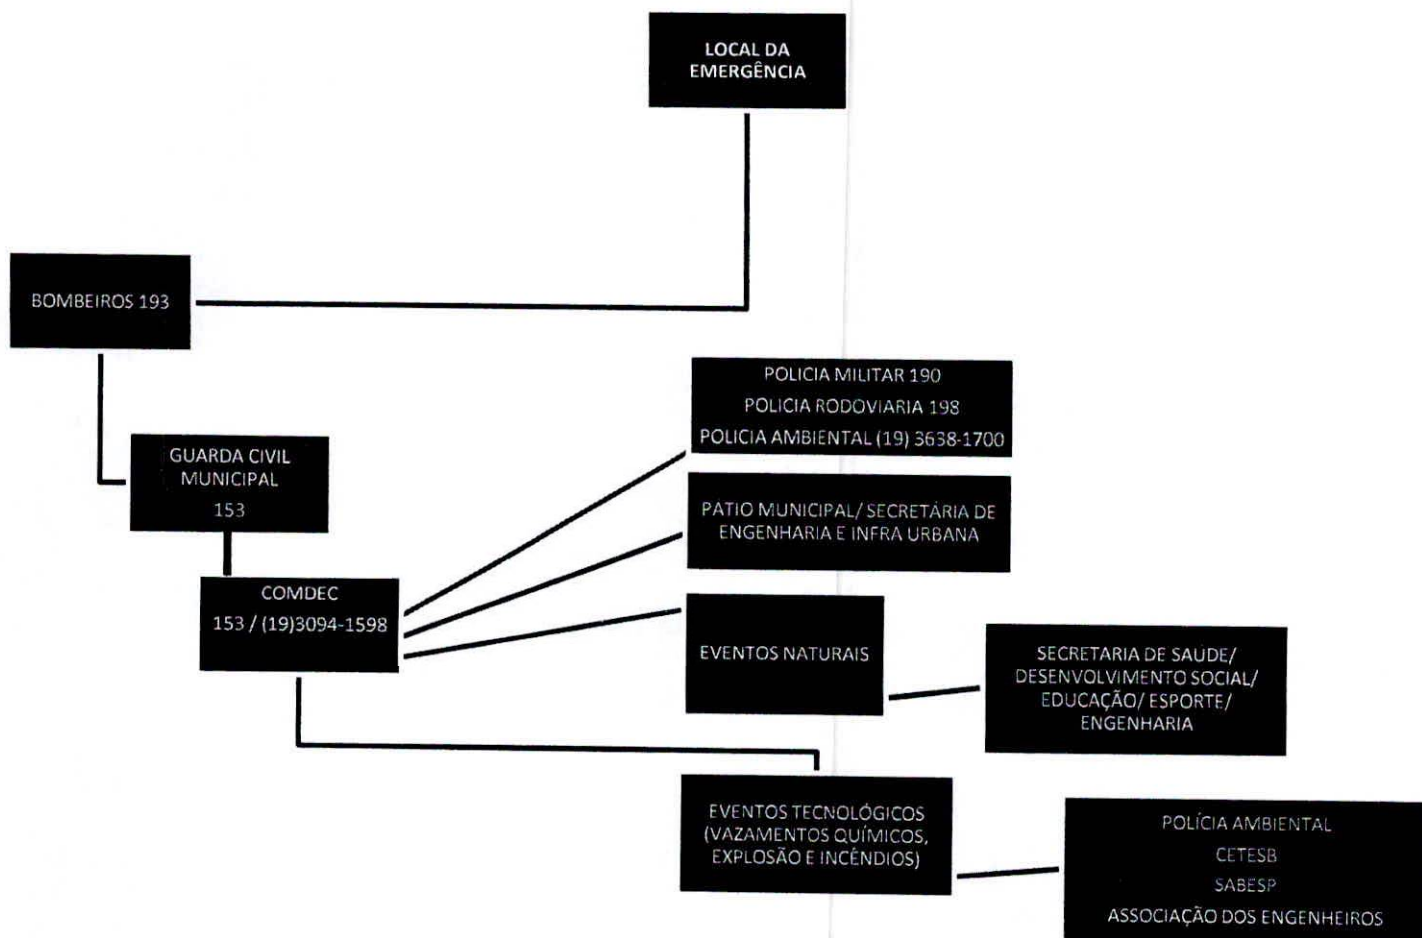 LOCAL DA
EMERGÊNCIA
BOMBEIROS 193
GUARDA CIVIL
MUNICIPAL
153
COMDEC
153 / (19)3094-1598
POLICIA MILITAR 190
POLICIA RODOVIARIA 198
POLICIA AMBIENTAL (19) 3638-1700
PATIO MUNICIPAL/ SECRETÁRIA DE
ENGENHARIA E INFRA URBANA
EVENTOS NATURAIS
SECRETARIA DE SAUDE/
DESENVOLVIMENTO SOCIAL/
EDUCAÇÃO/ ESPORTE/
ENGENHARIA
EVENTOS TECNOLÓGICOS
(VAZAMENTOS QUÍMICOS,
EXPLOSÃO E INCÊNDIOS)
POLÍCIA AMBIENTAL
CETESB
SABESP
ASSOCIAÇÃO DOS ENGENHEIROS